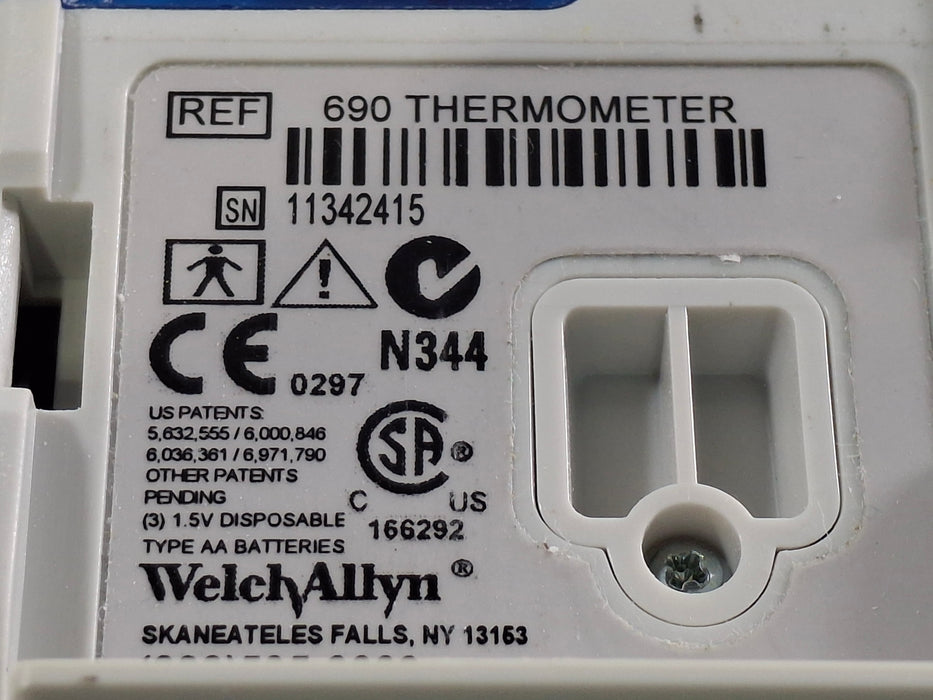 REF 690 THERMOMETER
SN 11342415
CE 0297 N344
US PATENTS:
5,632,555 / 6,000,846
6,036,361 / 6,971,790
OTHER PATENTS
PENDING
(3) 1.5V DISPOSABLE
TYPE AA BATTERIES
SA ®
C US
166292
WelchAllyn ®
SKANEATELES FALLS, NY 13153